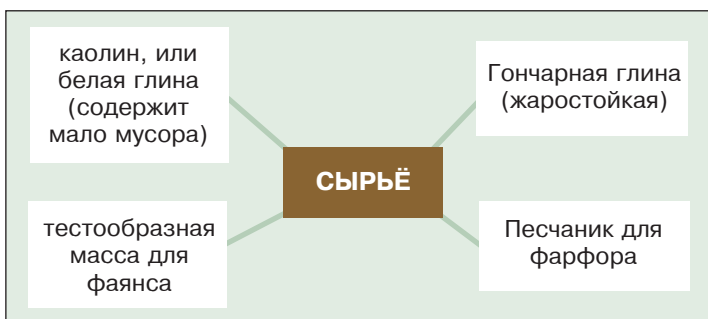 каолин, или
белая глина
(содержит
мало мусора)
Гончарная глина
(жаростойкая)
СЫРЬЁ
тестообразная
масса для
фаянса
Песчаник для
фарфора